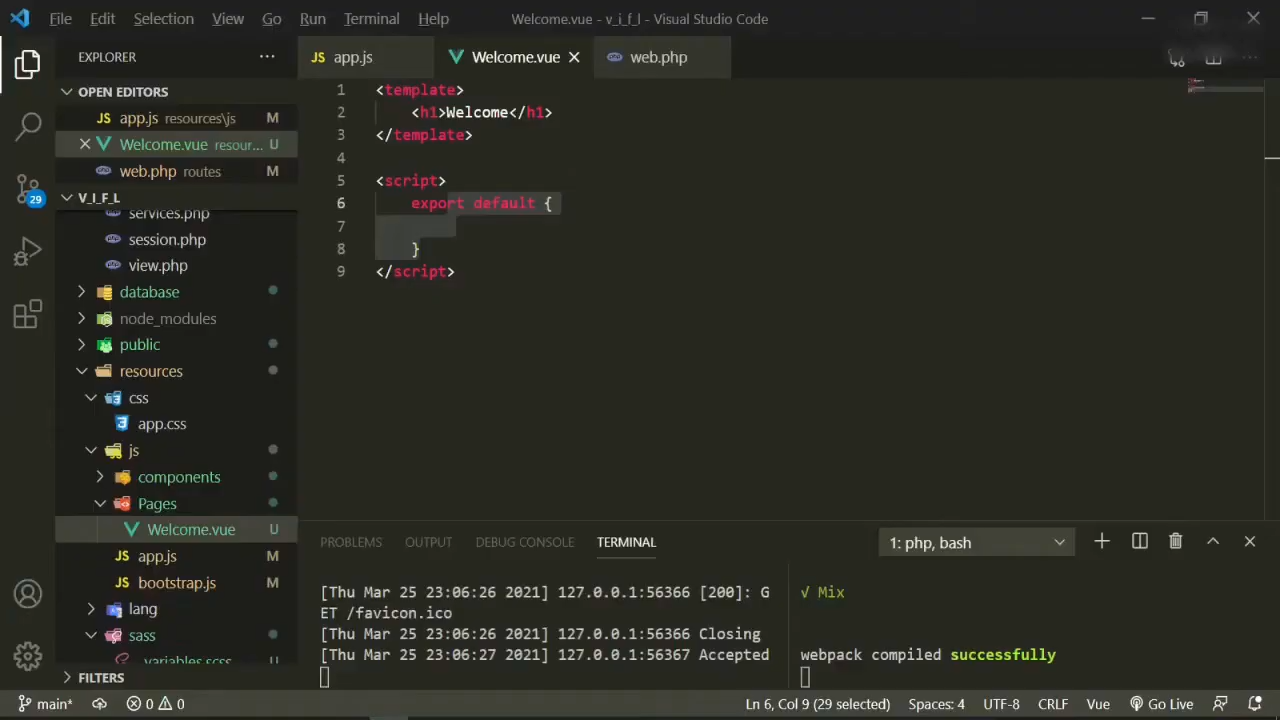 File Edit Selection View Go Run Terminal Help Welcome.vue - v_i_f_l - Visual Studio Code
EXPLORER
JS app.js Welcome.vue web.php
OPEN EDITORS
JS app.js resources\js M
Welcome.vue resour... U
web.php routes M
V_I_F_L
services.php
session.php
view.php
database
node_modules
public
resources
css
app.css
js
components
Pages
Welcome.vue U
JS app.js M
JS bootstrap.js M
lang
sass
_variables.scss U
FILTERS
29
1 <template>
2 <h1>Welcome</h1>
3 </template>
4
5 <script>
6 export default {
7
8 }
9 </script>
PROBLEMS OUTPUT DEBUG CONSOLE TERMINAL 1: php, bash
[Thu Mar 25 23:06:26 2021] 127.0.0.1:56366 [200]: G
ET /favicon.ico
[Thu Mar 25 23:06:26 2021] 127.0.0.1:56366 Closing
[Thu Mar 25 23:06:27 2021] 127.0.0.1:56367 Accepted
√ Mix
webpack compiled successfully
main* 0 0 Ln 6, Col 9 (29 selected) Spaces: 4 UTF-8 CRLF Vue Go Live